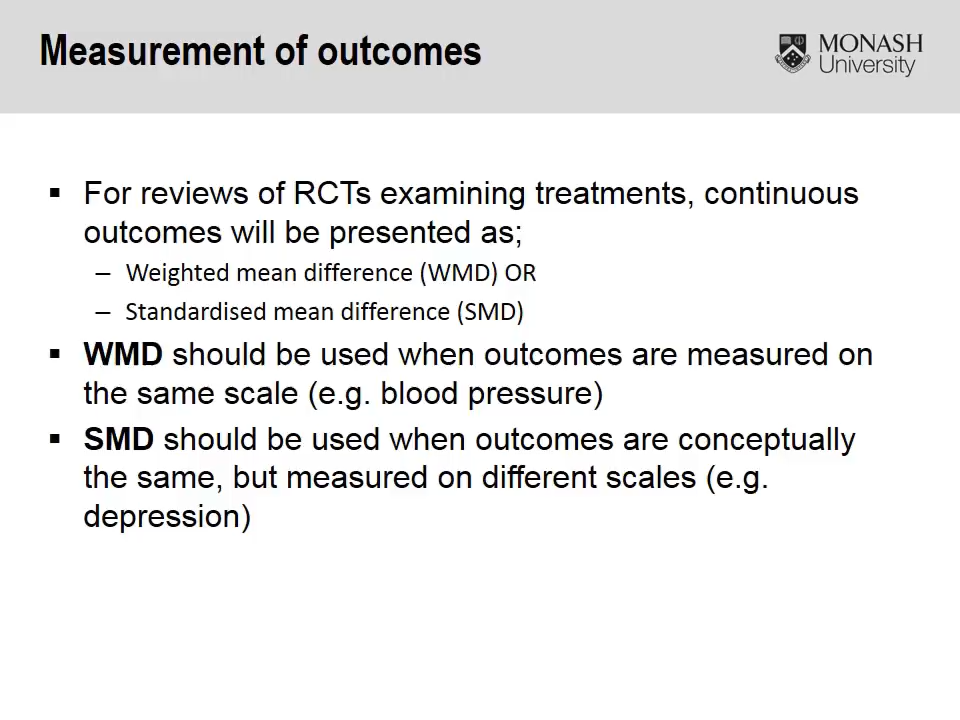 Measurement of outcomes
MONASH
University
▪ For reviews of RCTs examining treatments, continuous
outcomes will be presented as;
– Weighted mean difference (WMD) OR
– Standardised mean difference (SMD)
▪ WMD should be used when outcomes are measured on
the same scale (e.g. blood pressure)
▪ SMD should be used when outcomes are conceptually
the same, but measured on different scales (e.g.
depression)